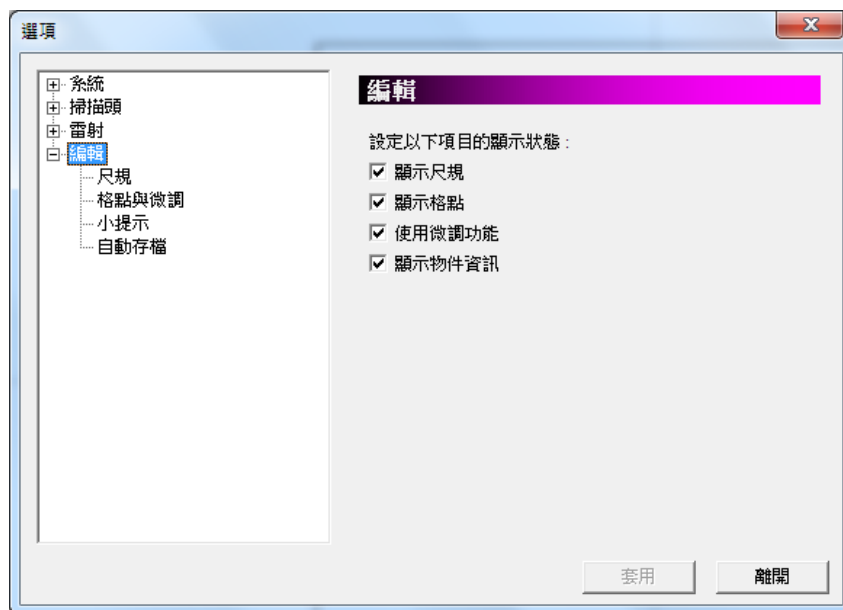 選項
系統
掃描頭
雷射
編輯
尺規
格點與微調
小提示
自動存檔
編輯
設定以下項目的顯示狀態：
顯示尺規
顯示格點
使用微調功能
顯示物件資訊
套用
離開